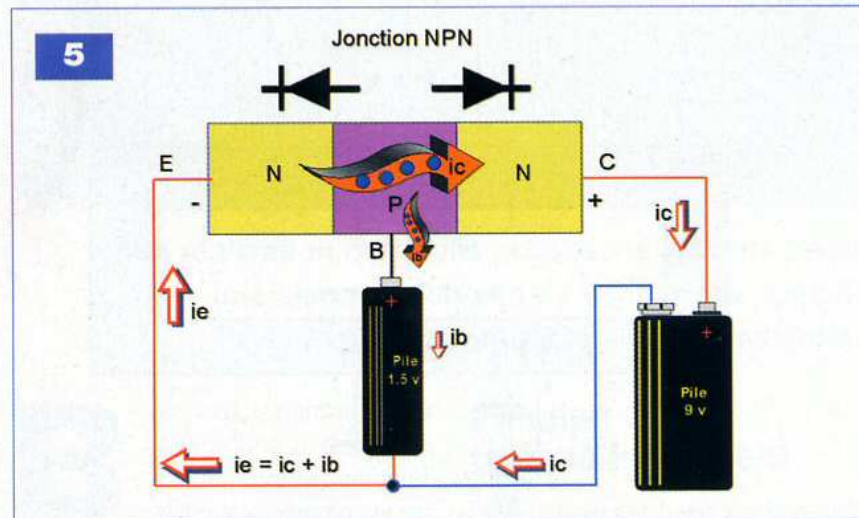 5
Jonction NPN
E
N
ic
N
C
-
P
+
ic
B
ib
ie
+
ib
+
Pile
1.5 v
Pile
9 v
ie = ic + ib
ic